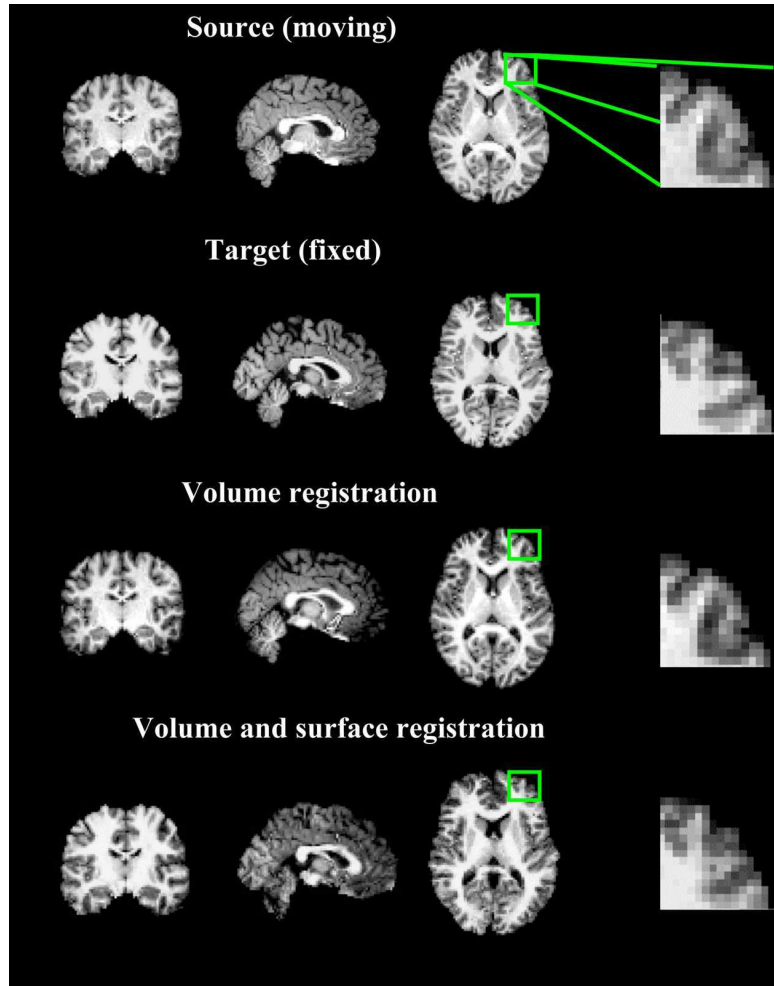 Source (moving)
Target (fixed)
Volume registration
Volume and surface registration